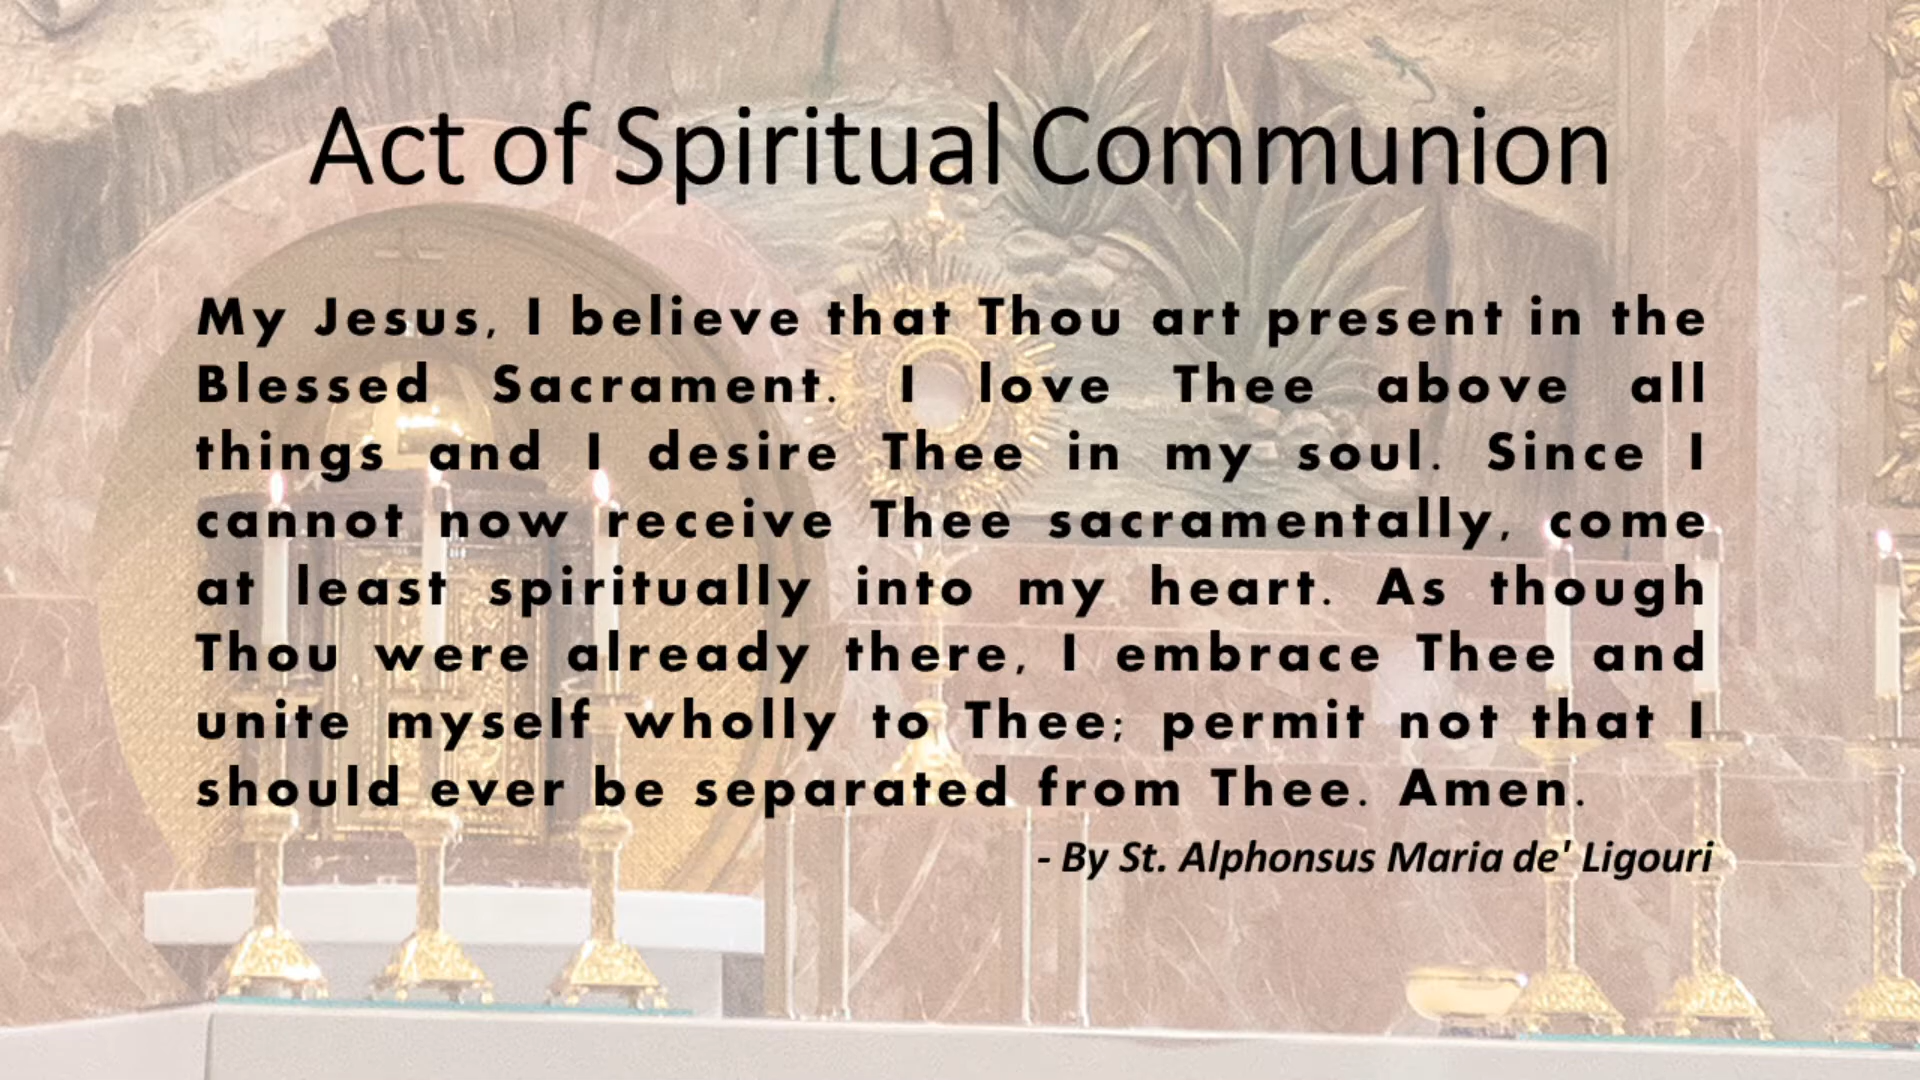 Act of Spiritual Communion
My Jesus, I believe that Thou art present in the
Blessed Sacrament. I love Thee above all
things and I desire Thee in my soul. Since I
cannot now receive Thee sacramentally, come
at least spiritually into my heart. As though
Thou were already there, I embrace Thee and
unite myself wholly to Thee; permit not that I
should ever be separated from Thee. Amen.
- By St. Alphonsus Maria de' Ligouri